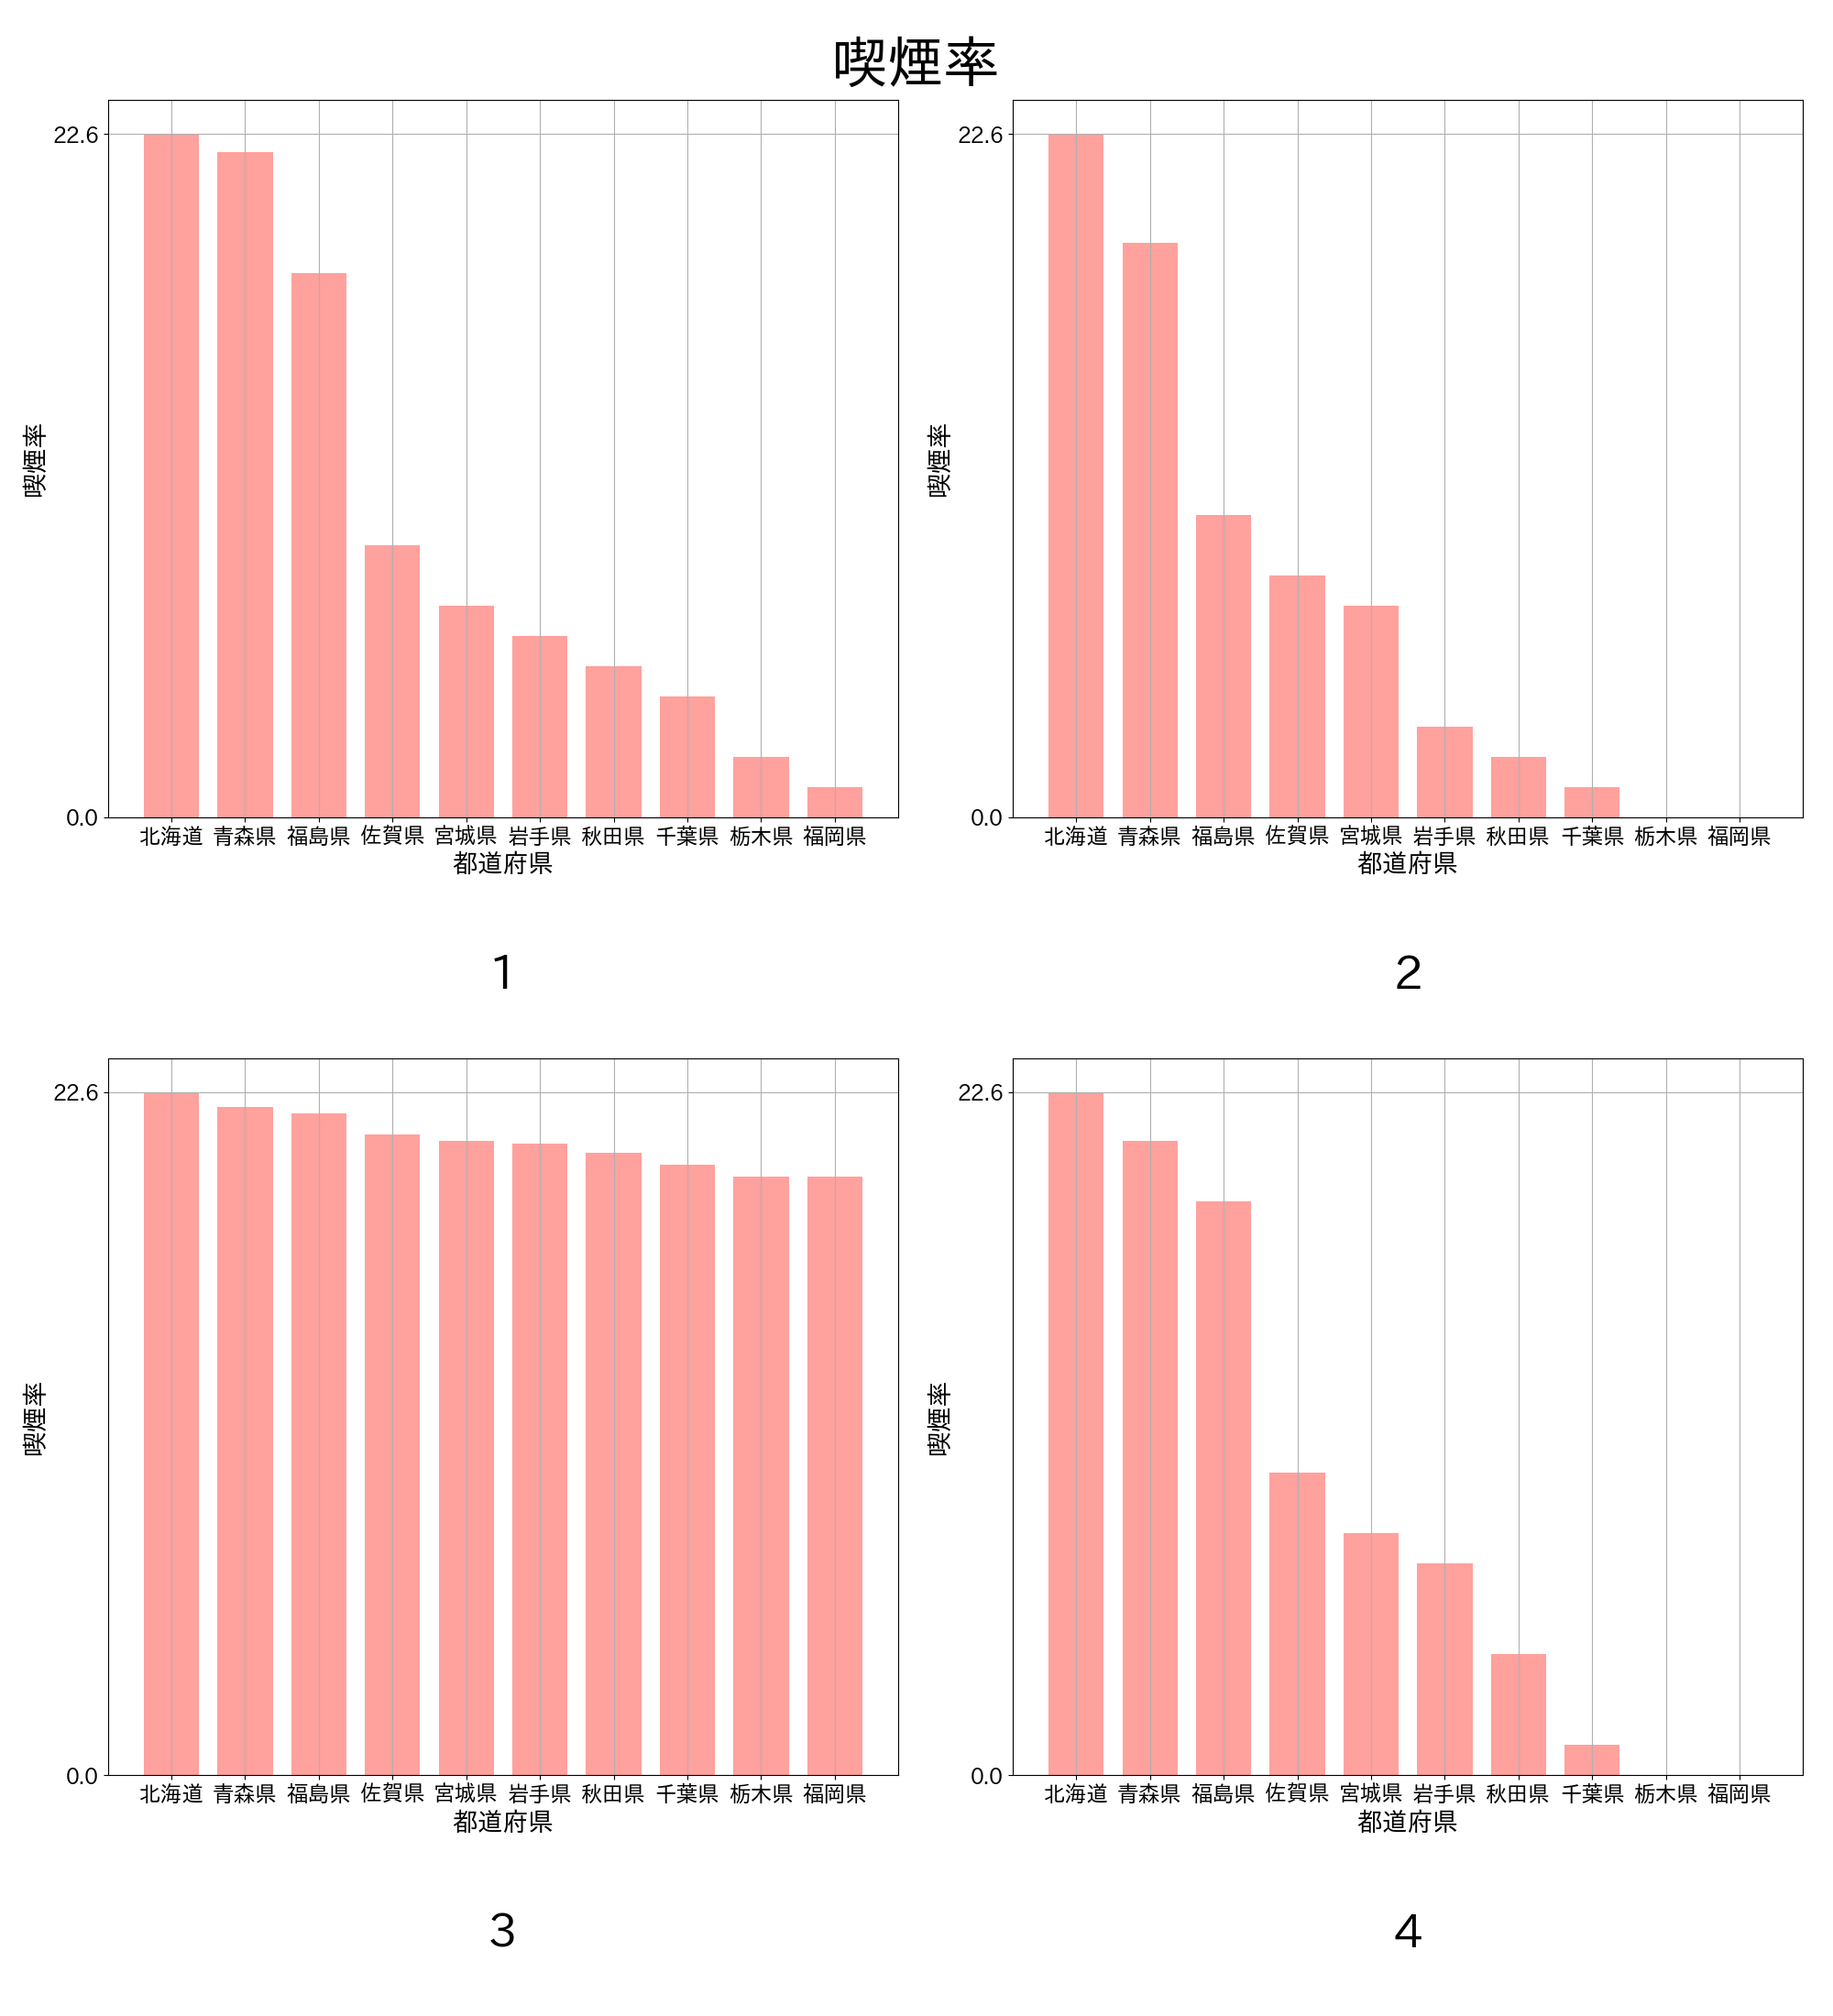 喫煙率
22.6
喫煙率
0.0
北海道 青森県 福島県 佐賀県 宮城県 岩手県 秋田県 千葉県 栃木県 福岡県
都道府県
1
22.6
喫煙率
0.0
北海道 青森県 福島県 佐賀県 宮城県 岩手県 秋田県 千葉県 栃木県 福岡県
都道府県
2
22.6
喫煙率
0.0
北海道 青森県 福島県 佐賀県 宮城県 岩手県 秋田県 千葉県 栃木県 福岡県
都道府県
3
22.6
喫煙率
0.0
北海道 青森県 福島県 佐賀県 宮城県 岩手県 秋田県 千葉県 栃木県 福岡県
都道府県
4